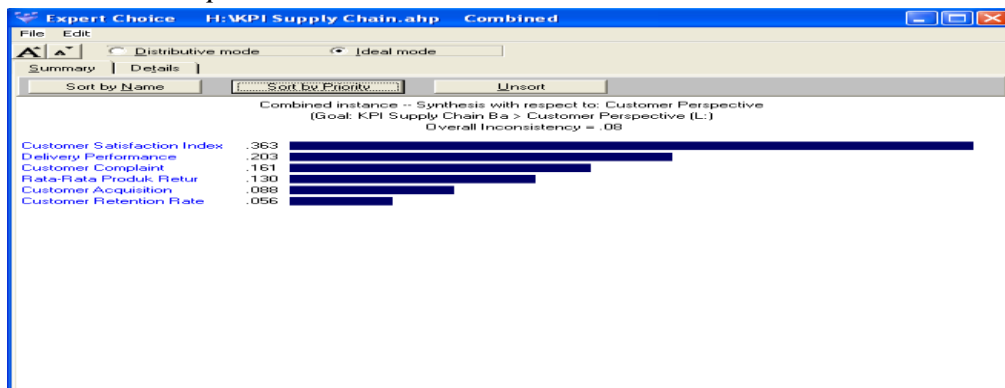 Expert Choice H:\KPI Supply Chain.ahp Combined
File Edit
A A Distributive mode Ideal mode
Summary Details
Sort by Name Sort by Priority Unsort
Combined instance -- Synthesis with respect to: Customer Perspective
(Goal: KPI Supply Chain Ba > Customer Perspective (L:)
Overall Inconsistency = .08
Customer Satisfaction Index .363
Delivery Performance .203
Customer Complaint .161
Rata-Rata Produk Retur .130
Customer Acquisition .088
Customer Retention Rate .056